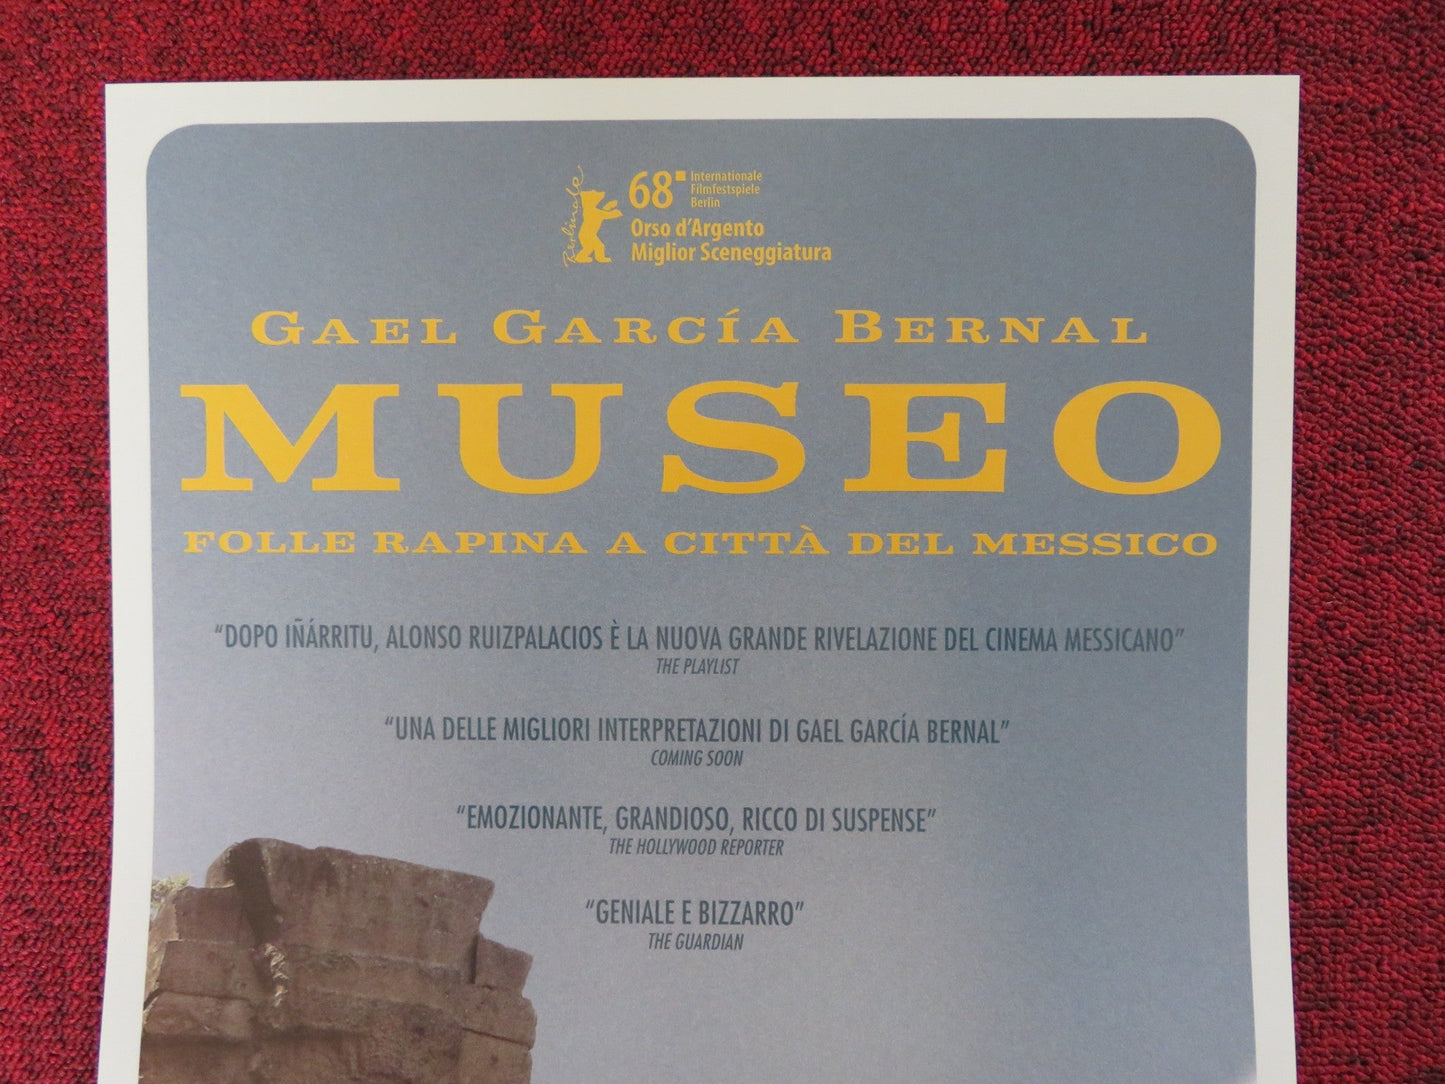 Berlinale
68
Internationale
Filmfestspiele
Berlin
Orso d'Argento
Miglior Sceneggiatura
GAEL GARCÍA BERNAL
MUSEO
FOLLE RAPINA A CITTÀ DEL MESSICO
“DOPO IÑÁRRITU, ALONSO RUIZPALACIOS È LA NUOVA GRANDE RIVELAZIONE DEL CINEMA MESSICANO”
THE PLAYLIST
“UNA DELLE MIGLIORI INTERPRETAZIONI DI GAEL GARCÍA BERNAL”
COMING SOON
“EMOZIONANTE, GRANDIOSO, RICCO DI SUSPENSE”
THE HOLLYWOOD REPORTER
“GENIALE E BIZZARRO”
THE GUARDIAN